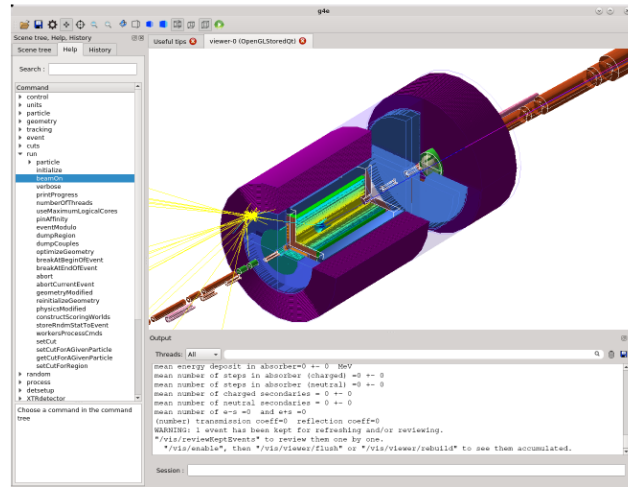 g4e
Scene tree, Help, History
Scene tree
Help
History
Useful tips
viewer-0 (OpenGLStoredQt)
Search :
Command
control
units
particle
geometry
tracking
event
cuts
run
particle
initialize
beamOn
verbose
printProgress
numberOfThreads
useMaximumLogicalCores
pinAffinity
eventModulo
dumpRegion
dumpCouples
optimizeGeometry
breakAtBeginOfEvent
breakAtEndOfEvent
abort
abortCurrentEvent
geometryModified
reinitializeGeometry
physicsModified
constructScoringWorlds
storeRndmStatToEvent
workersProcessCmds
setCut
setCutForAGivenParticle
getCutForAGivenParticle
setCutForRegion
random
process
detsetup
XTRdetector
Choose a command in the command
tree
Output
Threads: All
mean energy deposit in absorber=0 +- 0  MeV
mean number of steps in absorber (charged) =0 +- 0
mean number of steps in absorber (neutral) =0 +- 0
mean number of charged secondaries = 0 +- 0
mean number of neutral secondaries = 0 +- 0
mean number of e-s =0  and e+s =0
(number) transmission coeff=0  reflection coeff=0
WARNING: 1 event has been kept for refreshing and/or reviewing.
"/vis/reviewKeptEvents" to review them one by one.
"/vis/enable", then "/vis/viewer/flush" or "/vis/viewer/rebuild" to see them accumulated.
Session :